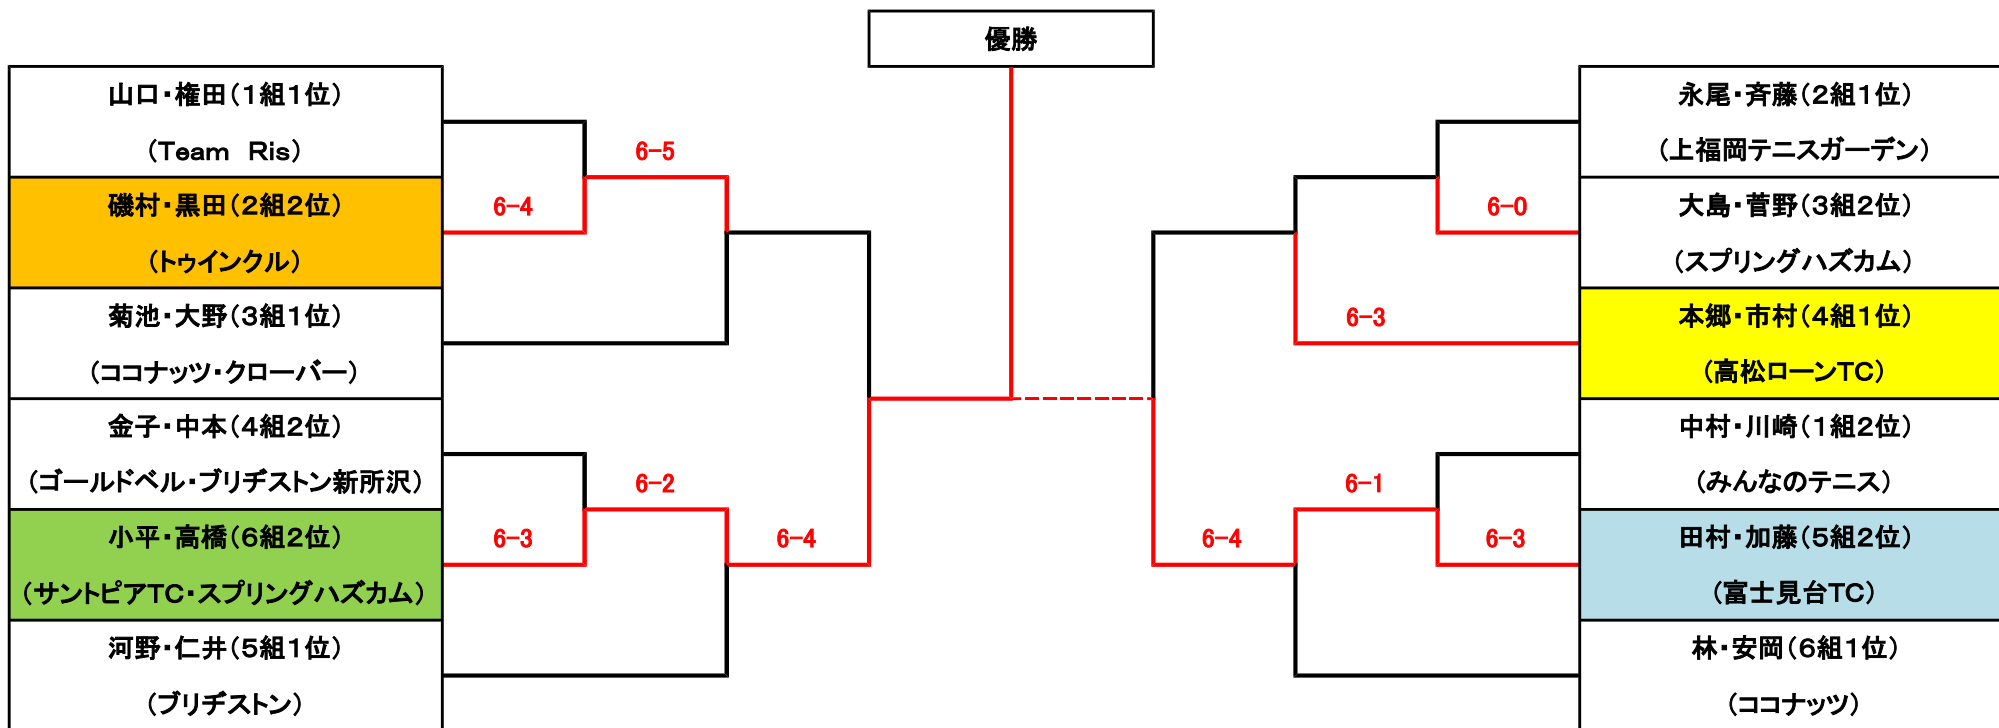 優勝
山口・権田(1組1位)
(Team　Ris)
磯村・黒田(2組2位)
(トゥインクル)
菊池・大野(3組1位)
(ココナッツ・クローバー)
金子・中本(4組2位)
(ゴールドベル・ブリヂストン新所沢)
小平・高橋(6組2位)
(サントピアTC・スプリングハズカム)
河野・仁井(5組1位)
(ブリヂストン)
6-5
6-4
6-2
6-3
6-4
永尾・斉藤(2組1位)
(上福岡テニスガーデン)
大島・菅野(3組2位)
(スプリングハズカム)
本郷・市村(4組1位)
(高松ローンTC)
中村・川崎(1組2位)
(みんなのテニス)
田村・加藤(5組2位)
(富士見台TC)
林・安岡(6組1位)
(ココナッツ)
6-0
6-3
6-1
6-4
6-3